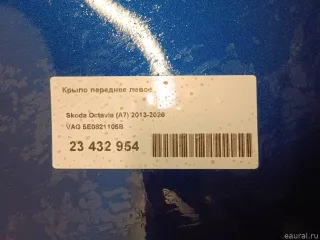 Крыло переднее левое
Skoda Octavia (A7) 2013-2020
VAG 5E0821105B
23 432 954
eaural.ru